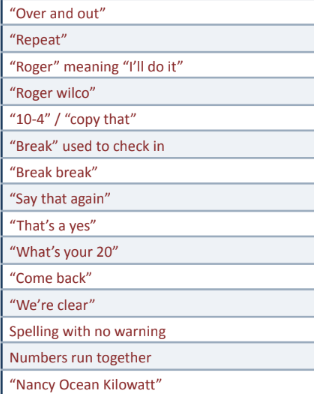 “Over and out”
“Repeat”
“Roger” meaning “I’ll do it”
“Roger wilco”
“10-4” / “copy that”
“Break” used to check in
“Break break”
“Say that again”
“That’s a yes”
“What’s your 20”
“Come back”
“We’re clear”
Spelling with no warning
Numbers run together
“Nancy Ocean Kilowatt”